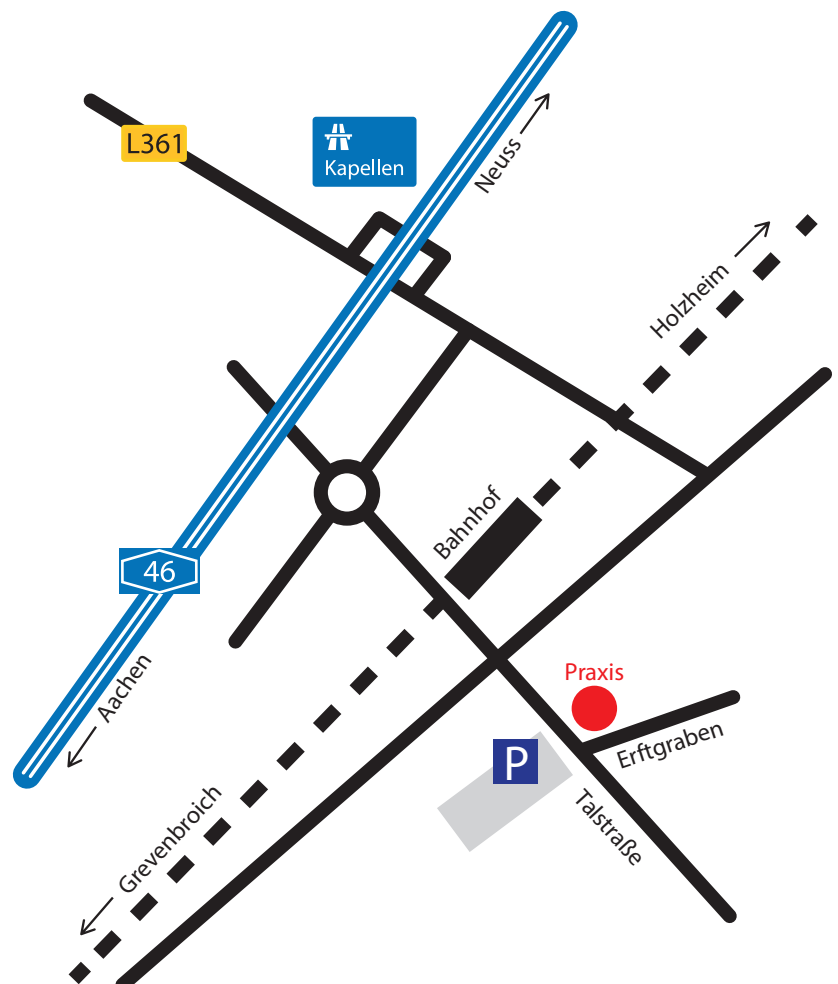 L361
Kapellen
Neuss
Holzheim
Bahnhof
46
Aachen
Praxis
Erftgraben
P
Talstraße
Grevenbroich